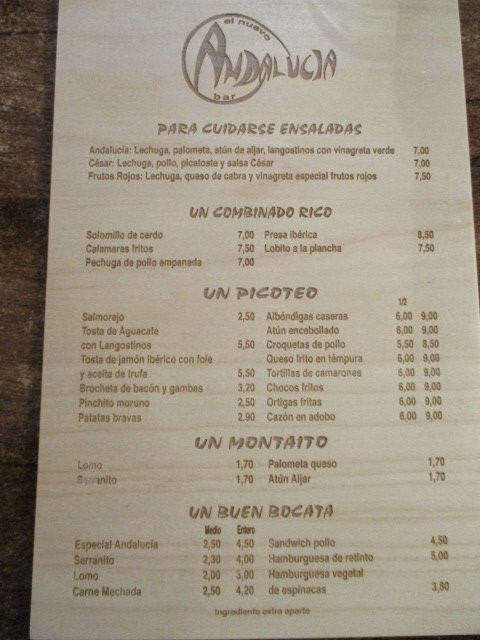 el nuevo
ANDALUCIA
bar
PARA CUIDARSE ENSALADAS
Andalucía: Lechuga, palometa, atún de aljar, langostinos con vinagreta verde 7,00
César: Lechuga, pollo, picatoste y salsa César 7,00
Frutos Rojos: Lechuga, queso de cabra y vinagreta especial frutos rojos 7,50
UN COMBINADO RICO
Solomillo de cerdo 7,00 Presa ibérica 8,50
Calamares fritos 7,50 Lobito a la plancha 7,50
Pechuga de pollo empanada 7,00
UN PICOTEO
1/2
Salmorejo 2,50 Albóndigas caseras 6,00 9,00
Tosta de Aguacate Atún encebollado 6,00 9,00
con Langostinos 5,50 Croquetas de pollo 5,50 8,50
Tosta de jamón ibérico con foie Queso frito en témpura 6,00 9,00
y aceite de trufa 5,50 Tortillas de camarones 6,00 9,00
Brocheta de bacón y gambas 3,20 Chocos fritos 6,00 9,00
Pinchito moruno 2,50 Ortigas fritas 6,00 9,00
Patatas bravas 2.90 Cazón en adobo 6,00 9,00
UN MONTAITO
Lomo 1,70 Palometa queso 1,70
Serranito 1,70 Atún Aljar 1,70
UN BUEN BOCATA
Medio Entero
Especial Andalucía 2,50 4,50 Sandwich pollo 4,50
Serranito 2,30 4,00 Hamburguesa de retinto 5,00
Lomo 2,00 3,00 Hamburguesa vegetal
Carne Mechada 2,50 4,20 de espinacas 3,80
Ingrediente extra aparte